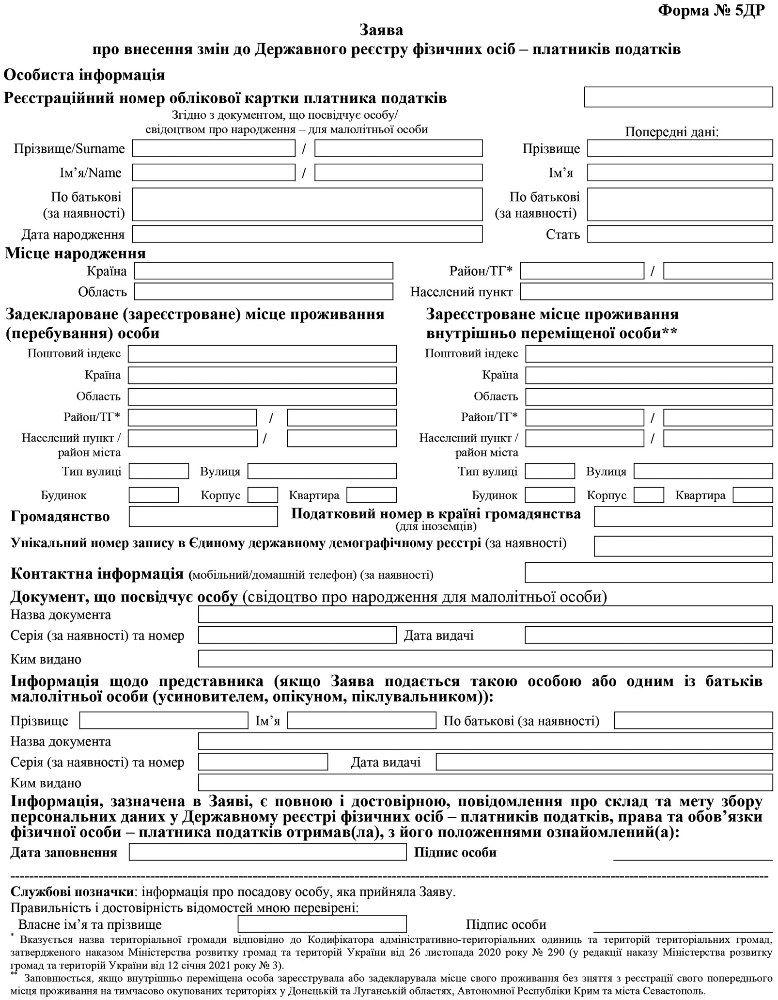 Форма № 5ДР
Заява
про внесення змін до Державного реєстру фізичних осіб – платників податків
Особиста інформація
Реєстраційний номер облікової картки платника податків
Згідно з документом, що посвідчує особу/
свідоцтвом про народження – для малолітньої особи
Попередні дані:
Прізвище/Surname / Прізвище
Ім’я/Name / Ім’я
По батькові По батькові
(за наявності) (за наявності)
Дата народження Стать
Місце народження
Країна Район/ТГ* /
Область Населений пункт
Задеклароване (зареєстроване) місце проживання Зареєстроване місце проживання
(перебування) особи внутрішньо переміщеної особи**
Поштовий індекс Поштовий індекс
Країна Країна
Область Область
Район/ТГ* / Район/ТГ* /
Населений пункт / / Населений пункт / /
район міста район міста
Тип вулиці Вулиця Тип вулиці Вулиця
Будинок Корпус Квартира Будинок Корпус Квартира
Громадянство Податковий номер в країні громадянства
(для іноземців)
Унікальний номер запису в Єдиному державному демографічному реєстрі (за наявності)
Контактна інформація (мобільний/домашній телефон) (за наявності)
Документ, що посвідчує особу (свідоцтво про народження для малолітньої особи)
Назва документа
Серія (за наявності) та номер Дата видачі
Ким видано
Інформація щодо представника (якщо Заява подається такою особою або одним із батьків
малолітньої особи (усиновителем, опікуном, піклувальником)):
Прізвище Ім’я По батькові (за наявності)
Назва документа
Серія (за наявності) та номер Дата видачі
Ким видано
Інформація, зазначена в Заяві, є повною і достовірною, повідомлення про склад та мету збору
персональних даних у Державному реєстрі фізичних осіб – платників податків, права та обов’язки
фізичної особи – платника податків отримав(ла), з його положеннями ознайомлений(а):
Дата заповнення Підпис особи
Службові позначки: інформація про посадову особу, яка прийняла Заяву.
Правильність і достовірність відомостей мною перевірені:
Власне ім’я та прізвище Підпис особи
* Вказується назва територіальної громади відповідно до Кодифікатора адміністративно-територіальних одиниць та територій територіальних громад,
затвердженого наказом Міністерства розвитку громад та територій України від 26 листопада 2020 року № 290 (у редакції наказу Міністерства розвитку
громад та територій України від 12 січня 2021 року № 3).
** Заповнюється, якщо внутрішньо переміщена особа зареєструвала або задекларувала місце свого проживання без зняття з реєстрації свого попереднього
місця проживання на тимчасово окупованих територіях у Донецькій та Луганській областях, Автономної Республіки Крим та міста Севастополь.